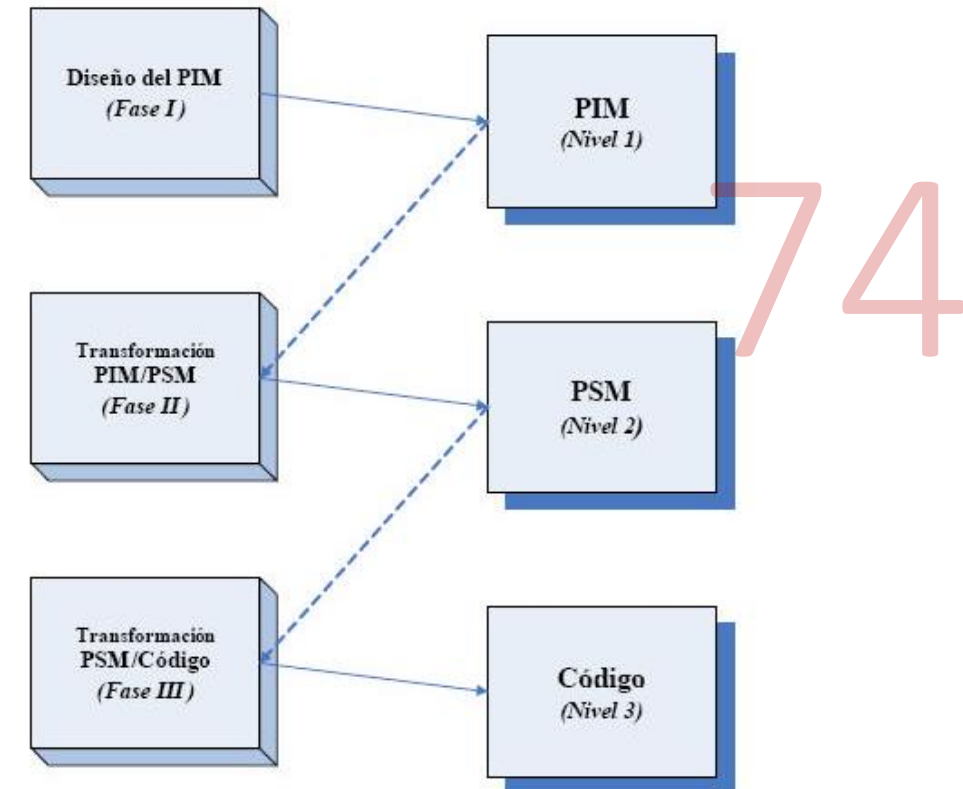 Diseño del PIM
(Fase I)
PIM
(Nivel 1)
74
Transformación
PIM/PSM
(Fase II)
PSM
(Nivel 2)
Transformación
PSM/Código
(Fase III)
Código
(Nivel 3)